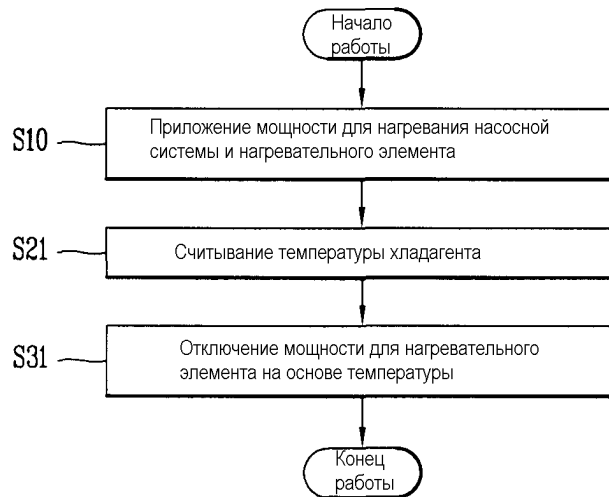 Начало
работы
S10
Приложение мощности для нагревания насосной
системы и нагревательного элемента
S21
Считывание температуры хладагента
S31
Отключение мощности для нагревательного
элемента на основе температуры
Конец
работы